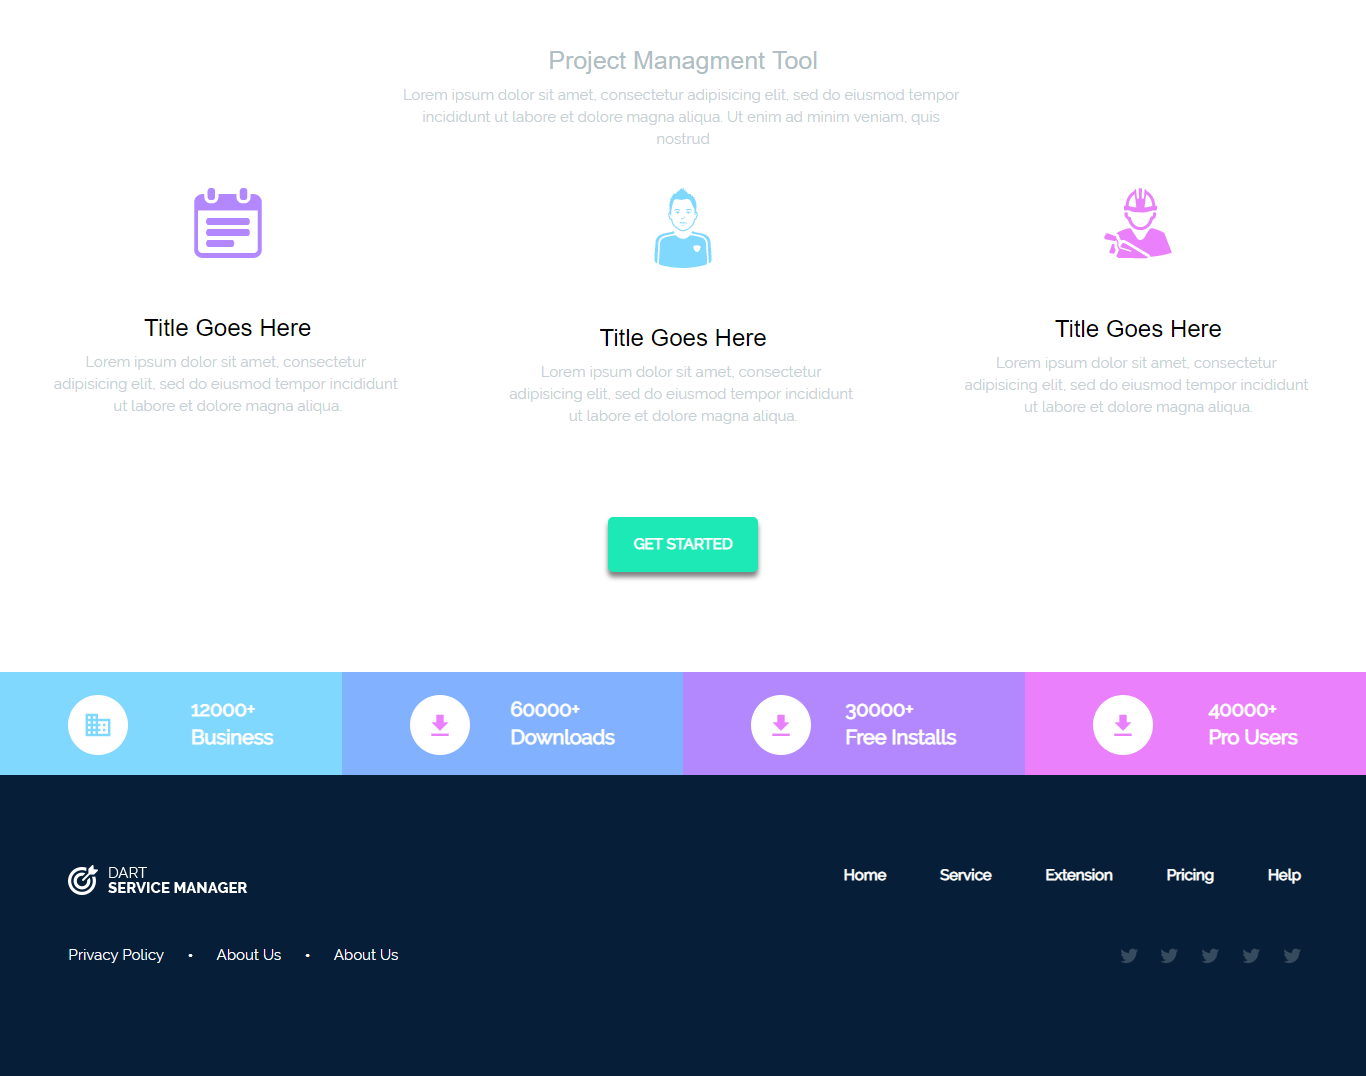 Project Managment Tool
Lorem ipsum dolor sit amet, consectetur adipisicing elit, sed do eiusmod tempor
incididunt ut labore et dolore magna aliqua. Ut enim ad minim veniam, quis
nostrud
Title Goes Here
Lorem ipsum dolor sit amet, consectetur
adipisicing elit, sed do eiusmod tempor incididunt
ut labore et dolore magna aliqua.
Title Goes Here
Lorem ipsum dolor sit amet, consectetur
adipisicing elit, sed do eiusmod tempor incididunt
ut labore et dolore magna aliqua.
Title Goes Here
Lorem ipsum dolor sit amet, consectetur
adipisicing elit, sed do eiusmod tempor incididunt
ut labore et dolore magna aliqua.
GET STARTED
12000+
Business
60000+
Downloads
30000+
Free Installs
40000+
Pro Users
DART
SERVICE MANAGER
Home Service Extension Pricing Help
Privacy Policy • About Us • About Us